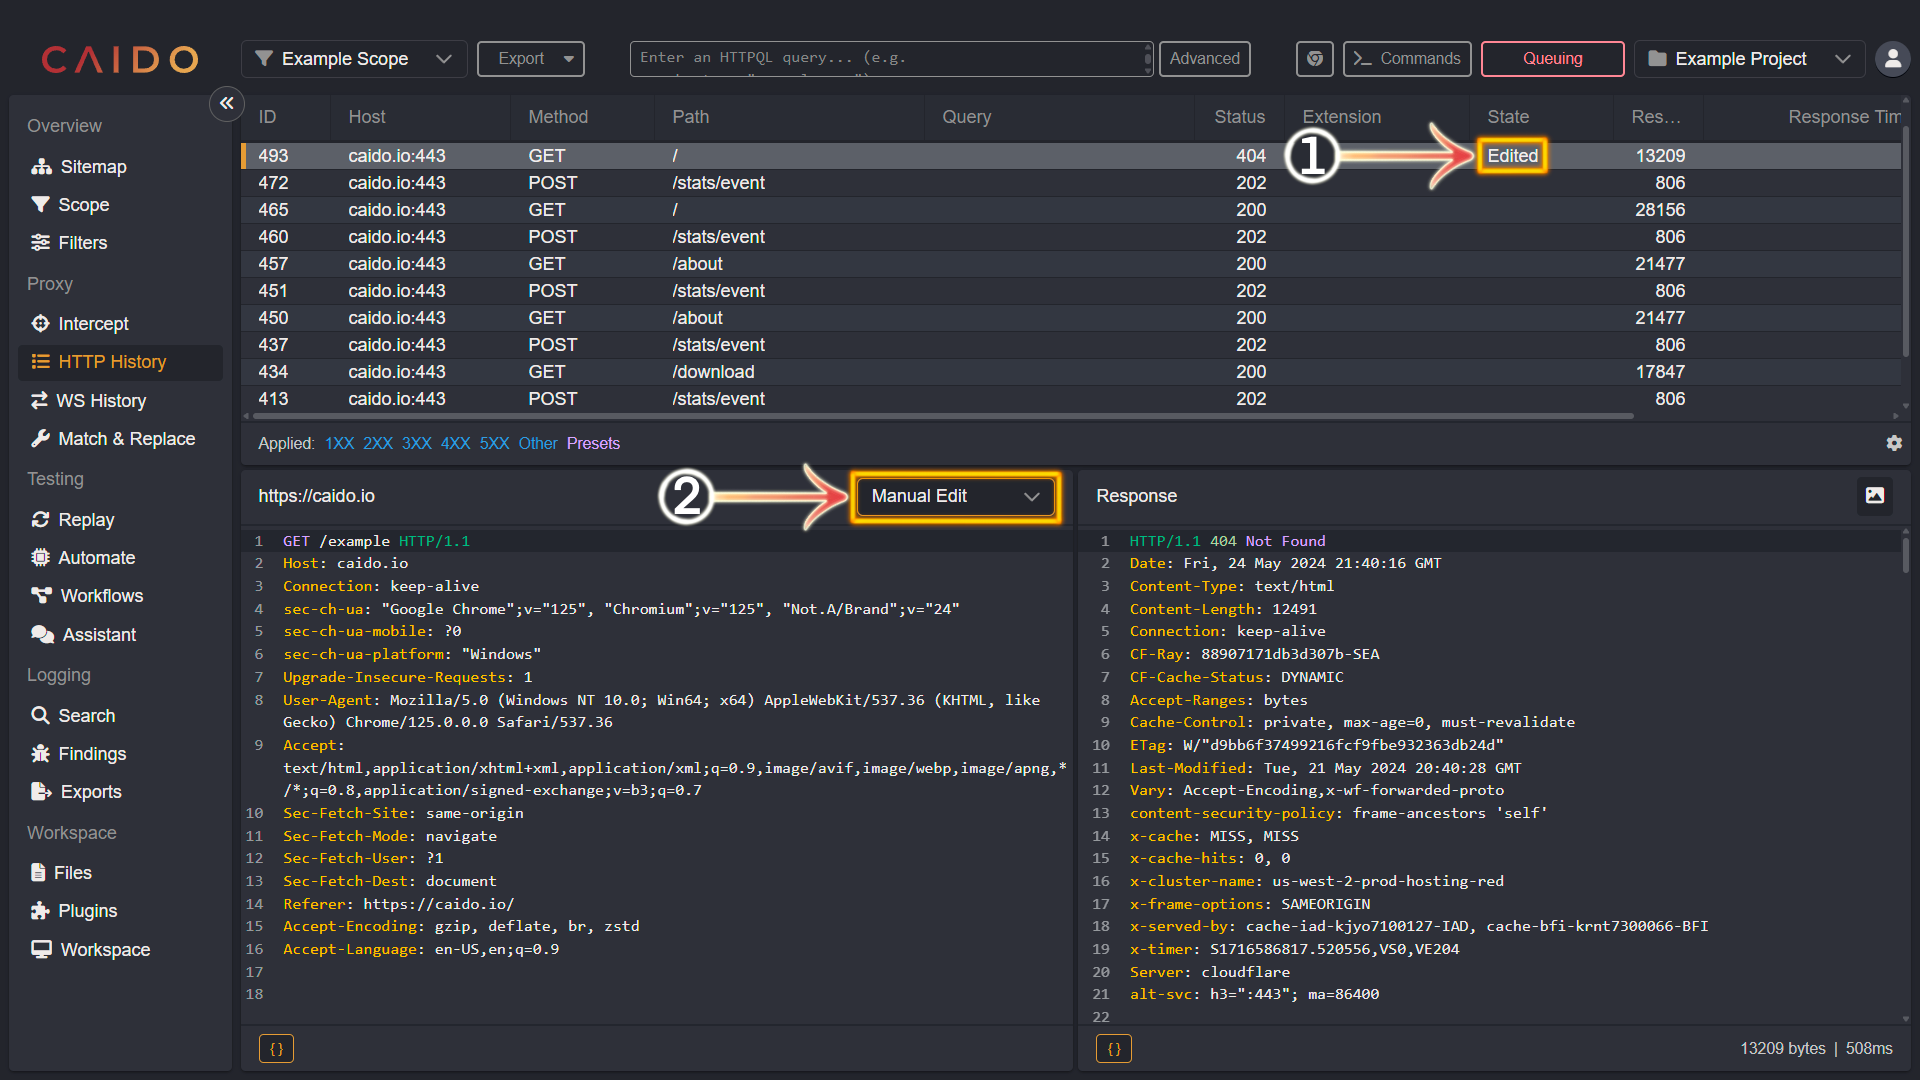 CAIDO
Example Scope
Export
Enter an HTTPQL query... (e.g.
Advanced
Commands
Queuing
Example Project
Overview
Sitemap
Scope
Filters
Proxy
Intercept
HTTP History
WS History
Match & Replace
Testing
Replay
Automate
Workflows
Assistant
Logging
Search
Findings
Exports
Workspace
Files
Plugins
Workspace
ID Host Method Path Query Status Extension State Res... Response Tim
493 caido.io:443 GET / 404 1 Edited 13209
472 caido.io:443 POST /stats/event 202 806
465 caido.io:443 GET / 200 28156
460 caido.io:443 POST /stats/event 202 806
457 caido.io:443 GET /about 200 21477
451 caido.io:443 POST /stats/event 202 806
450 caido.io:443 GET /about 200 21477
437 caido.io:443 POST /stats/event 202 806
434 caido.io:443 GET /download 200 17847
413 caido.io:443 POST /stats/event 202 806
Applied: 1XX 2XX 3XX 4XX 5XX Other Presets
https://caido.io
2
Manual Edit
1 GET /example HTTP/1.1
2 Host: caido.io
3 Connection: keep-alive
4 sec-ch-ua: "Google Chrome";v="125", "Chromium";v="125", "Not.A/Brand";v="24"
5 sec-ch-ua-mobile: ?0
6 sec-ch-ua-platform: "Windows"
7 Upgrade-Insecure-Requests: 1
8 User-Agent: Mozilla/5.0 (Windows NT 10.0; Win64; x64) AppleWebKit/537.36 (KHTML, like
Gecko) Chrome/125.0.0.0 Safari/537.36
9 Accept:
text/html,application/xhtml+xml,application/xml;q=0.9,image/avif,image/webp,image/apng,*
/*;q=0.8,application/signed-exchange;v=b3;q=0.7
10 Sec-Fetch-Site: same-origin
11 Sec-Fetch-Mode: navigate
12 Sec-Fetch-User: ?1
13 Sec-Fetch-Dest: document
14 Referer: https://caido.io/
15 Accept-Encoding: gzip, deflate, br, zstd
16 Accept-Language: en-US,en;q=0.9
17
18
{}
Response
1 HTTP/1.1 404 Not Found
2 Date: Fri, 24 May 2024 21:40:16 GMT
3 Content-Type: text/html
4 Content-Length: 12491
5 Connection: keep-alive
6 CF-Ray: 88907171db3d307b-SEA
7 CF-Cache-Status: DYNAMIC
8 Accept-Ranges: bytes
9 Cache-Control: private, max-age=0, must-revalidate
10 ETag: W/"d9bb6f37499216fcf9fbe932363db24d"
11 Last-Modified: Tue, 21 May 2024 20:40:28 GMT
12 Vary: Accept-Encoding,x-wf-forwarded-proto
13 content-security-policy: frame-ancestors 'self'
14 x-cache: MISS, MISS
15 x-cache-hits: 0, 0
16 x-cluster-name: us-west-2-prod-hosting-red
17 x-frame-options: SAMEORIGIN
18 x-served-by: cache-iad-kjyo7100127-IAD, cache-bfi-krnt7300066-BFI
19 x-timer: S1716586817.520556,VS0,VE204
20 Server: cloudflare
21 alt-svc: h3=":443"; ma=86400
22
{}
13209 bytes | 508ms